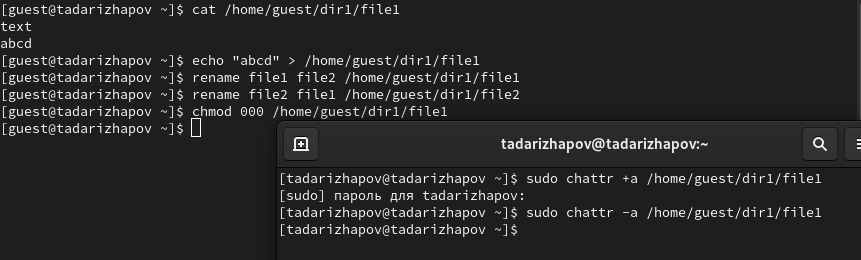 [guest@tadarizhapov ~]$ cat /home/guest/dir1/file1
text
abcd
[guest@tadarizhapov ~]$ echo "abcd" > /home/guest/dir1/file1
[guest@tadarizhapov ~]$ rename file1 file2 /home/guest/dir1/file1
[guest@tadarizhapov ~]$ rename file2 file1 /home/guest/dir1/file2
[guest@tadarizhapov ~]$ chmod 000 /home/guest/dir1/file1
[guest@tadarizhapov ~]$
tadarizhapov@tadarizhapov:~
[tadarizhapov@tadarizhapov ~]$ sudo chattr +a /home/guest/dir1/file1
[sudo] пароль для tadarizhapov:
[tadarizhapov@tadarizhapov ~]$ sudo chattr -a /home/guest/dir1/file1
[tadarizhapov@tadarizhapov ~]$